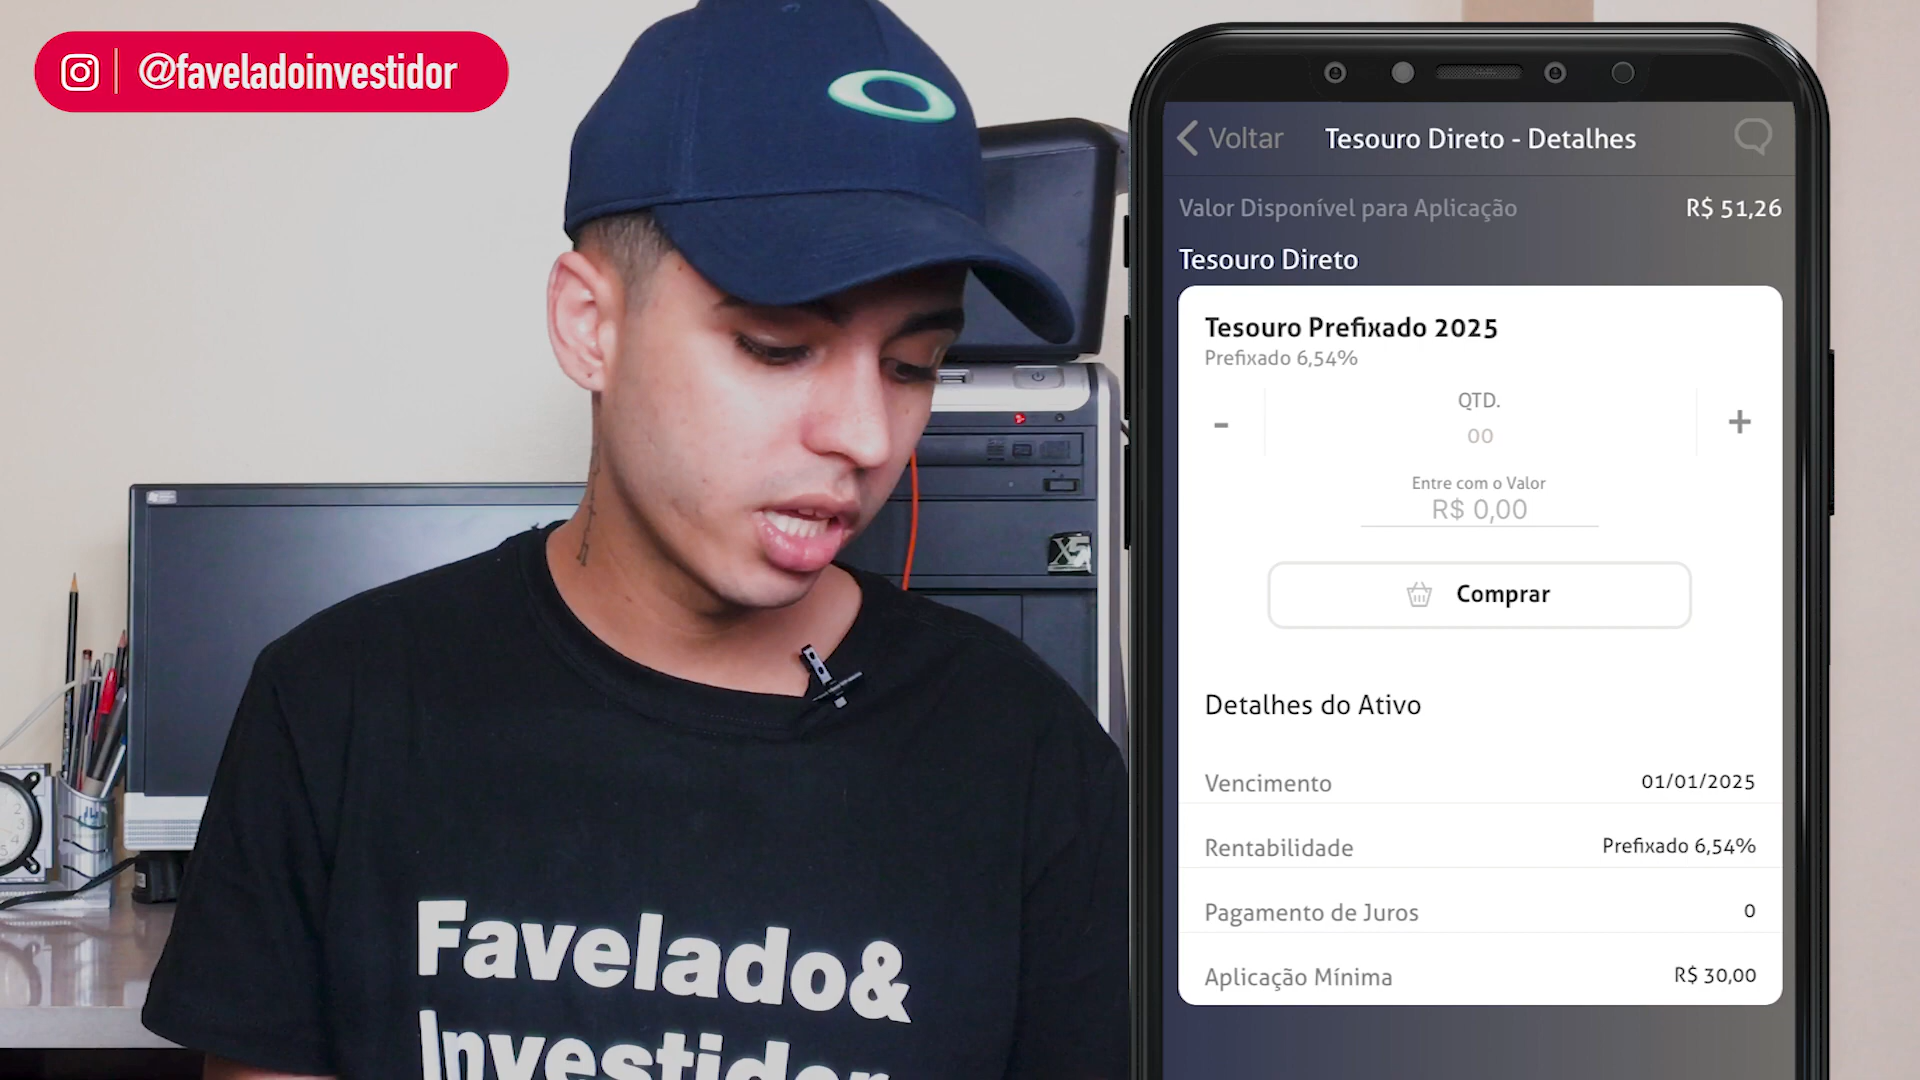 @faveladoinvestidor
Voltar
Tesouro Direto - Detalhes
Valor Disponível para Aplicação
R$ 51,26
Tesouro Direto
Tesouro Prefixado 2025
Prefixado 6,54%
-
QTD.
00
+
Entre com o Valor
R$ 0,00
Comprar
Detalhes do Ativo
Vencimento
01/01/2025
Rentabilidade
Prefixado 6,54%
Pagamento de Juros
0
Aplicação Mínima
R$ 30,00
X5
Favelado&
Investidor